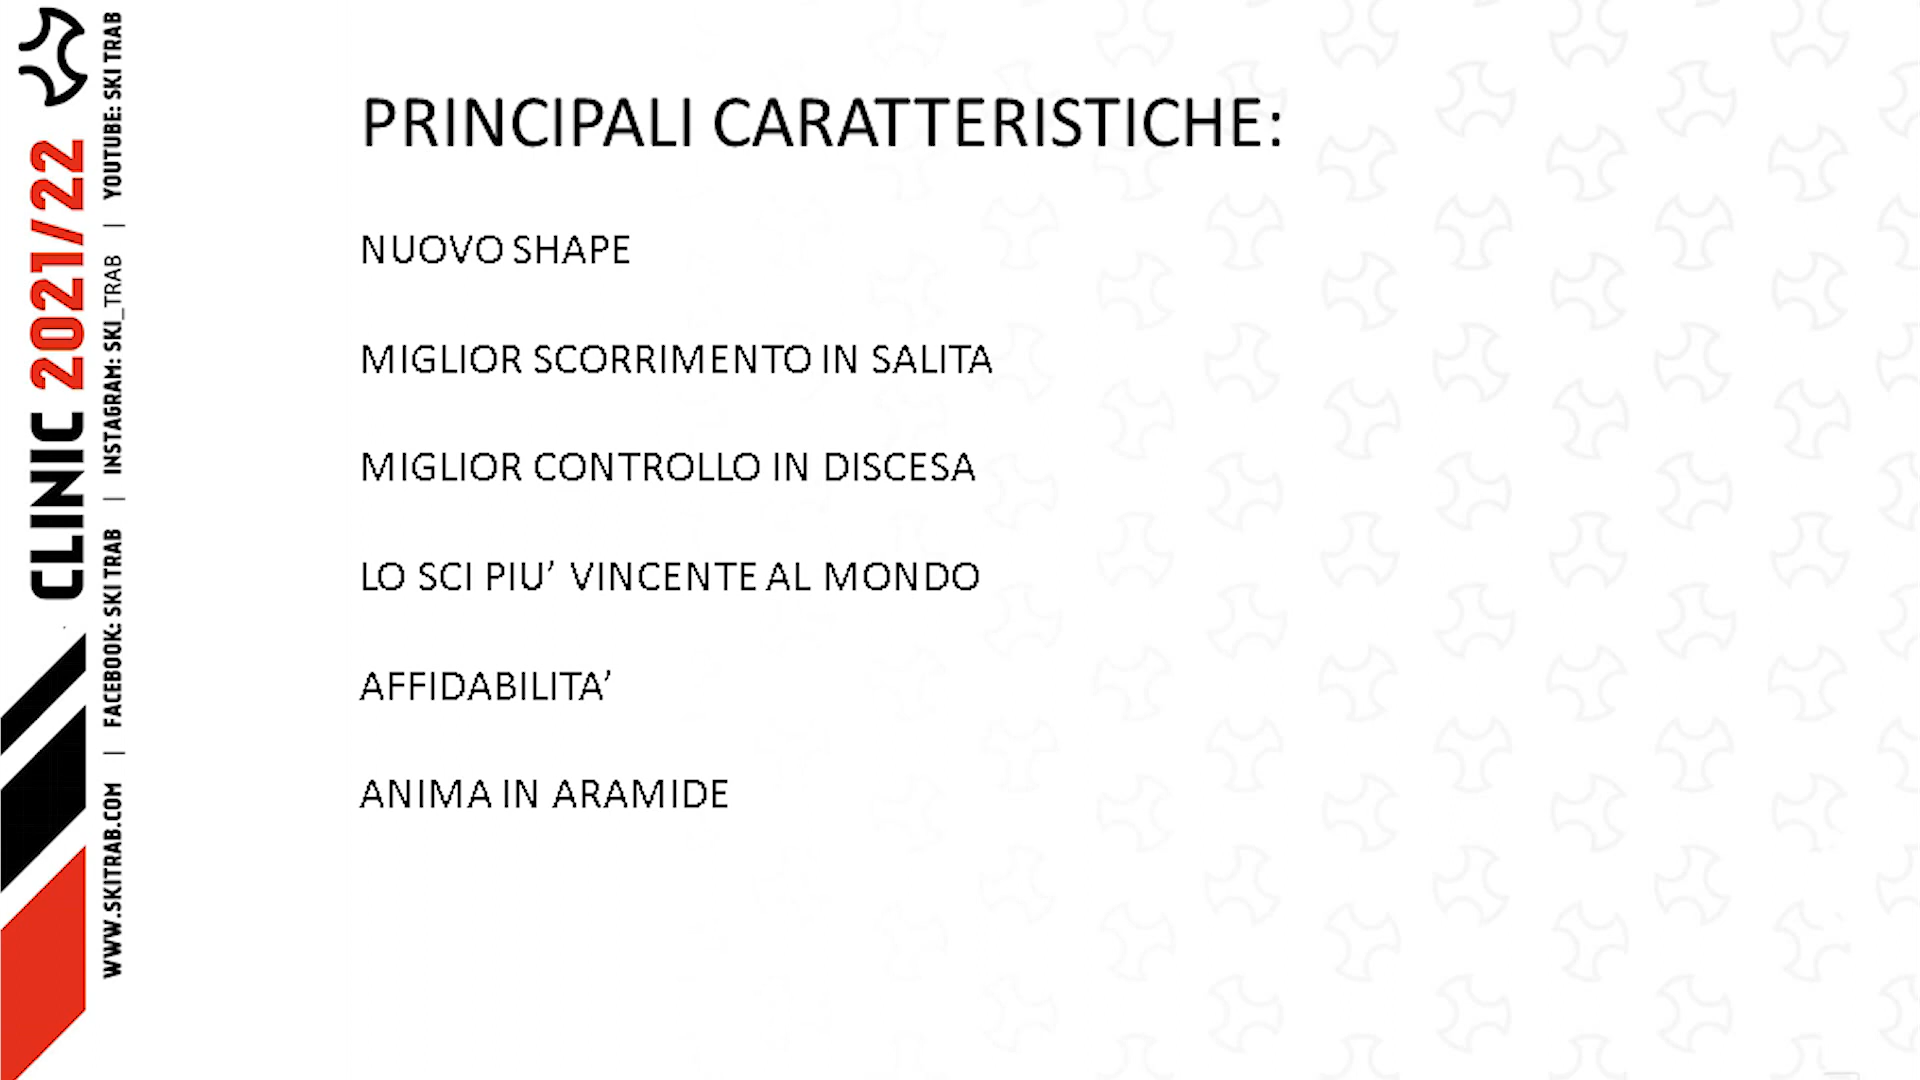 PRINCIPALI CARATTERISTICHE:
NUOVO SHAPE
MIGLIOR SCORRIMENTO IN SALITA
MIGLIOR CONTROLLO IN DISCESA
LO SCI PIU’ VINCENTE AL MONDO
AFFIDABILITA’
ANIMA IN ARAMIDE
CLINIC 2021/22
WWW.SKITRAB.COM | FACEBOOK: SKI TRAB | INSTAGRAM: SKI_TRAB | YOUTUBE: SKI TRAB